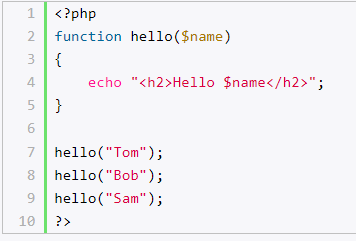 1 <?php
2 function hello($name)
3 {
4     echo "<h2>Hello $name</h2>";
5 }
6
7 hello("Tom");
8 hello("Bob");
9 hello("Sam");
10 ?>